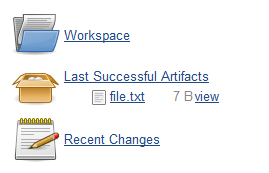 Workspace
Last Successful Artifacts
file.txt 7 B view
Recent Changes